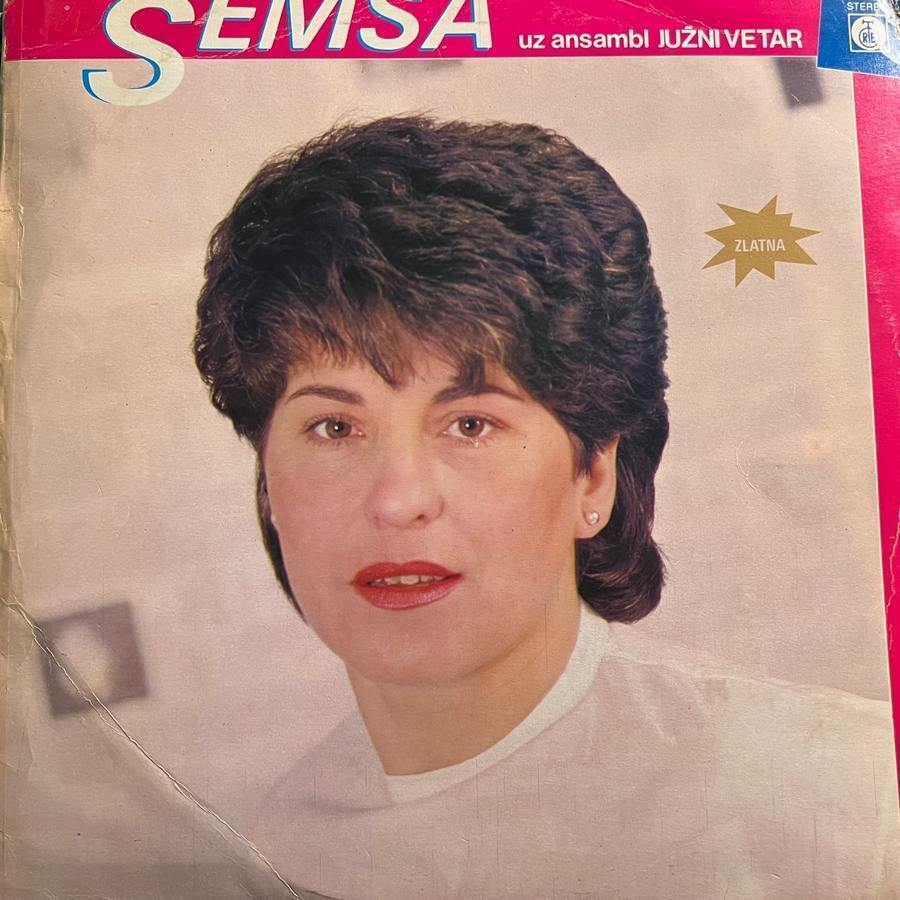 ŠEMSA
uz ansambl JUŽNI VETAR
STEREO
RTB
ZLATNA